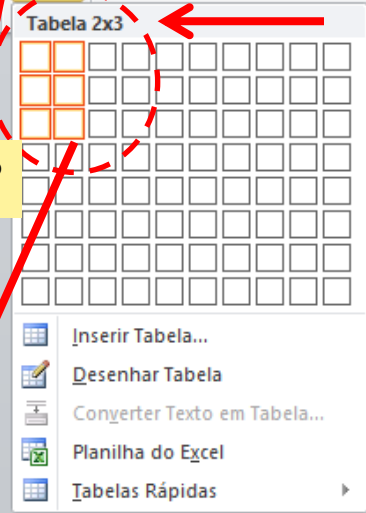 Tabela 2x3
Inserir Tabela...
Desenhar Tabela
Converter Texto em Tabela...
Planilha do Excel
Tabelas Rápidas